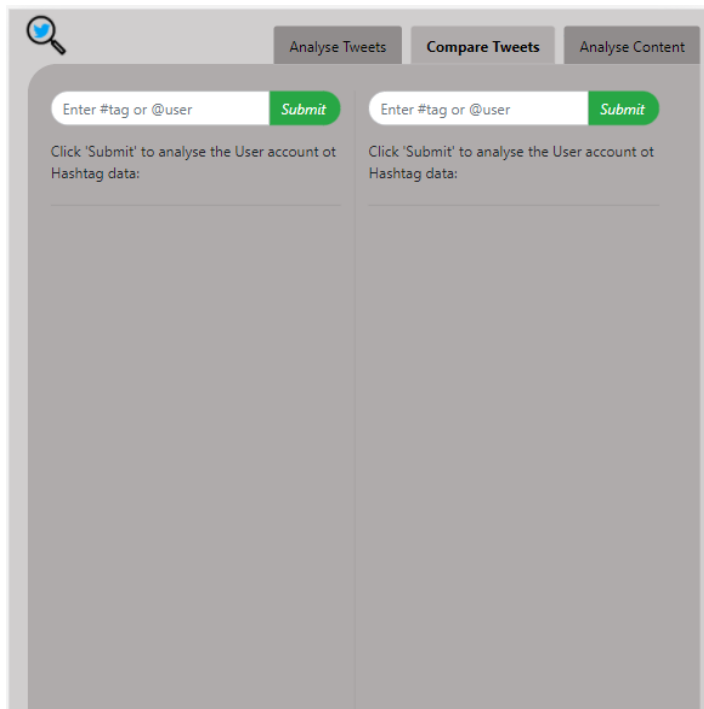 Analyse Tweets
Compare Tweets
Analyse Content
Enter #tag or @user
Submit
Click 'Submit' to analyse the User account ot
Hashtag data:
Enter #tag or @user
Submit
Click 'Submit' to analyse the User account ot
Hashtag data: